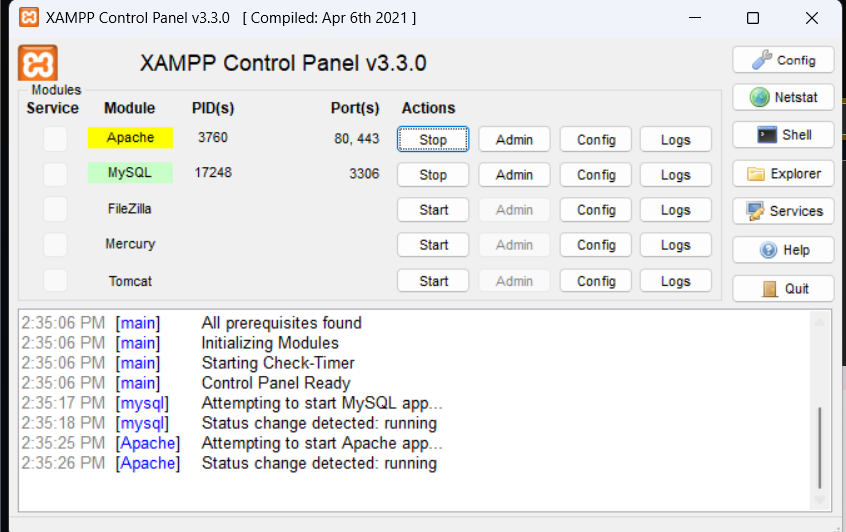 XAMPP Control Panel v3.3.0 [ Compiled: Apr 6th 2021 ]
XAMPP Control Panel v3.3.0
Config
Modules
Service Module PID(s) Port(s) Actions
Netstat
Apache 3760 80, 443 Stop Admin Config Logs
Shell
MySQL 17248 3306 Stop Admin Config Logs
Explorer
FileZilla Start Admin Config Logs
Services
Mercury Start Admin Config Logs
Help
Tomcat Start Admin Config Logs
Quit
2:35:06 PM [main] All prerequisites found
2:35:06 PM [main] Initializing Modules
2:35:06 PM [main] Starting Check-Timer
2:35:06 PM [main] Control Panel Ready
2:35:17 PM [mysql] Attempting to start MySQL app...
2:35:18 PM [mysql] Status change detected: running
2:35:25 PM [Apache] Attempting to start Apache app...
2:35:26 PM [Apache] Status change detected: running